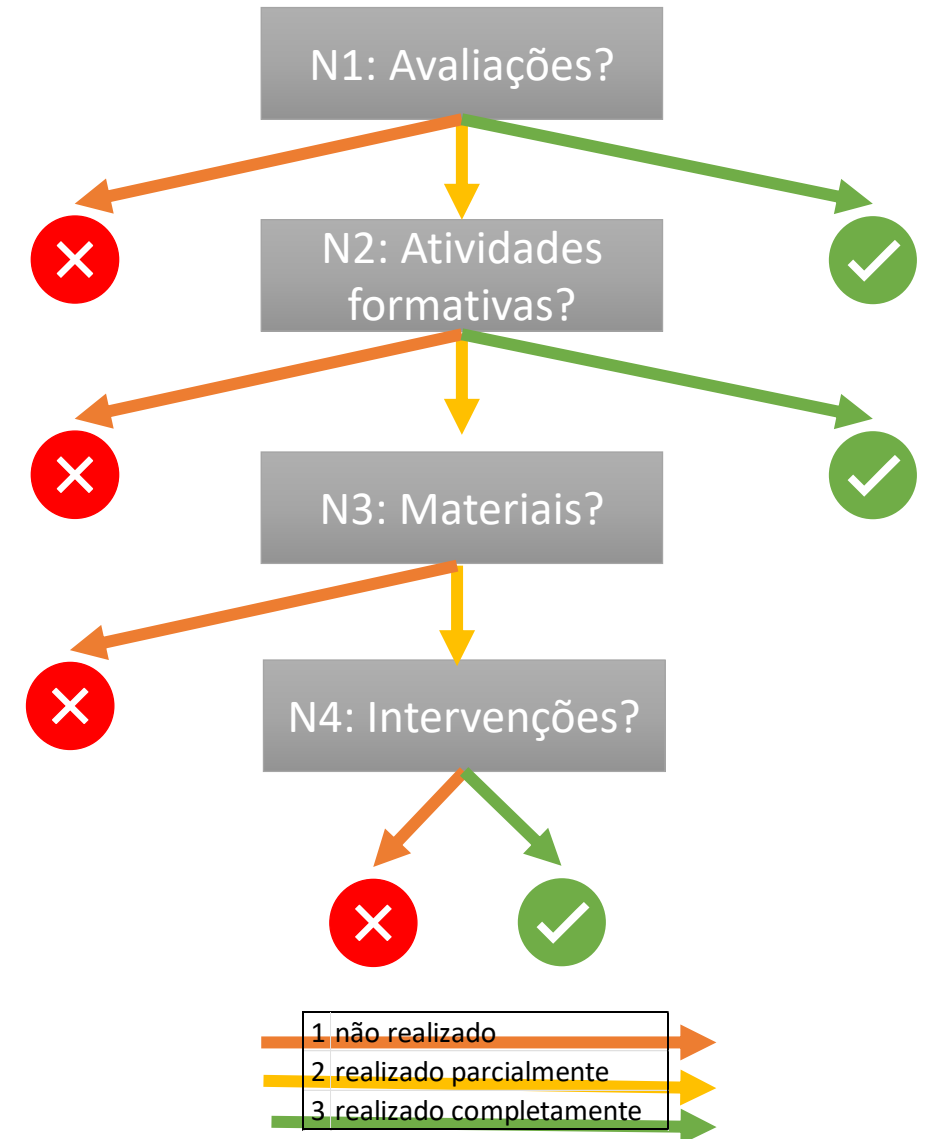 N1: Avaliações?
N2: Atividades
formativas?
N3: Materiais?
N4: Intervenções?
1 não realizado
2 realizado parcialmente
3 realizado completamente